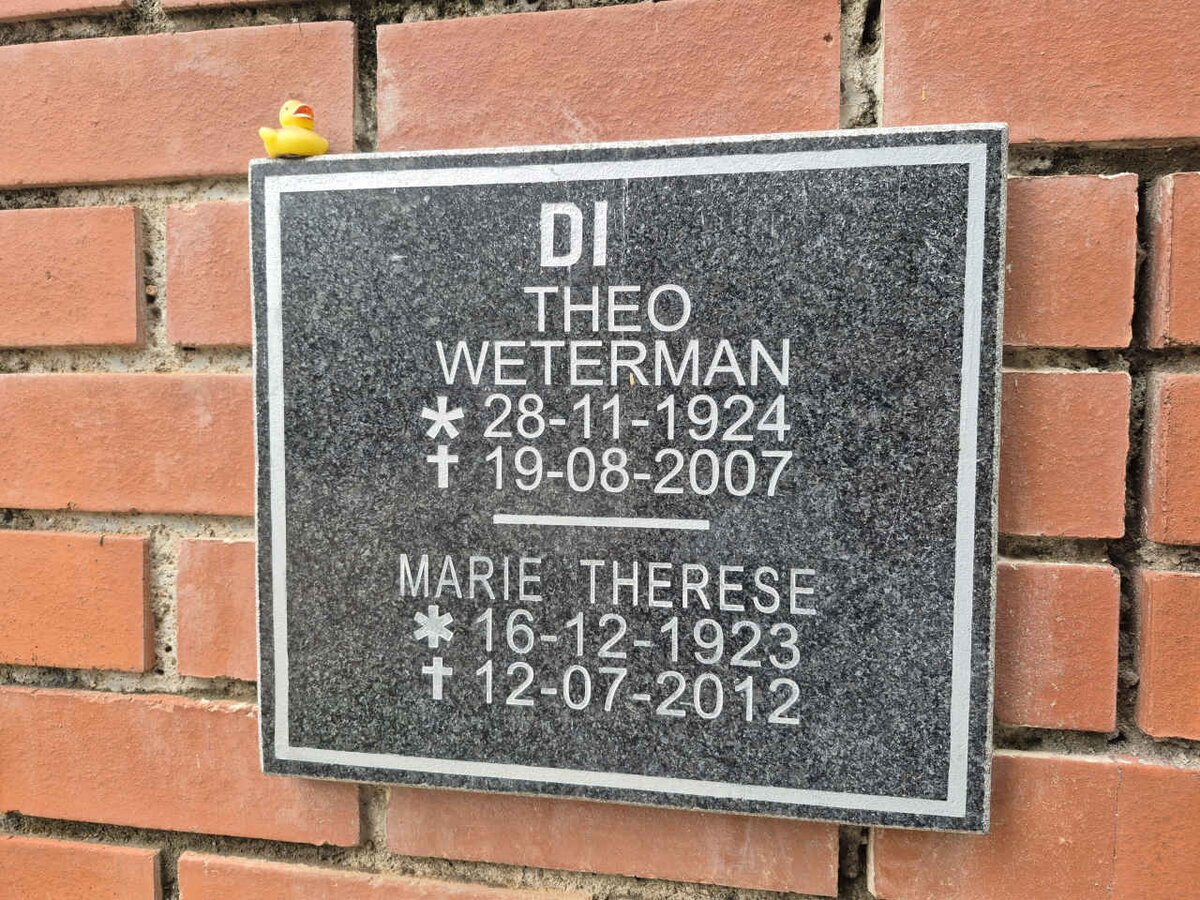 DI
THEO
WETERMAN
* 28-11-1924
✝ 19-08-2007
MARIE THERESE
* 16-12-1923
✝ 12-07-2012